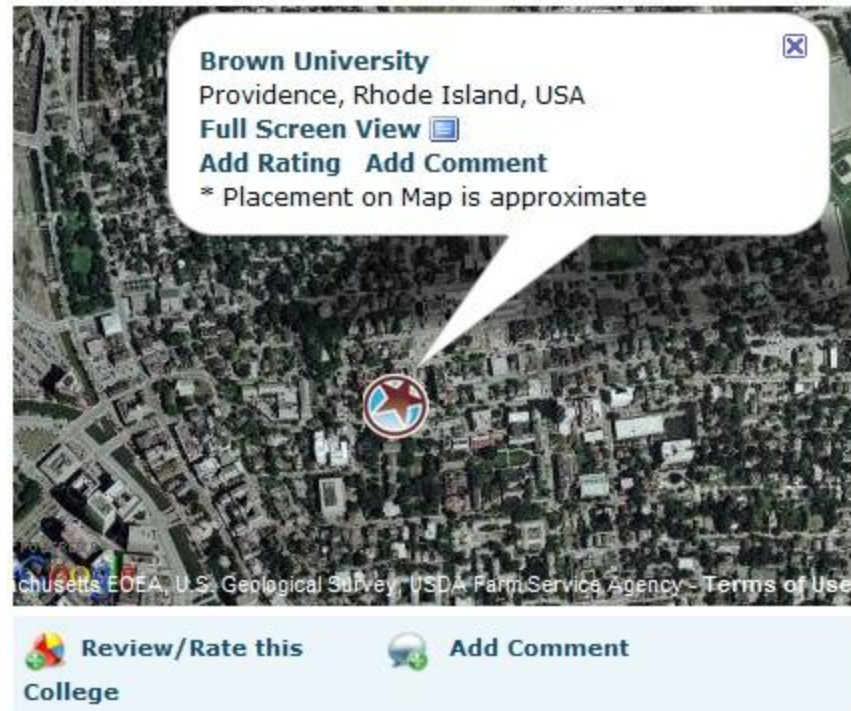 Brown University
Providence, Rhode Island, USA
Full Screen View
Add Rating Add Comment
* Placement on Map is approximate
Google
chusetts EOEA, U.S. Geological Survey, USDA Farm Service Agency - Terms of Use
Review/Rate this College
Add Comment